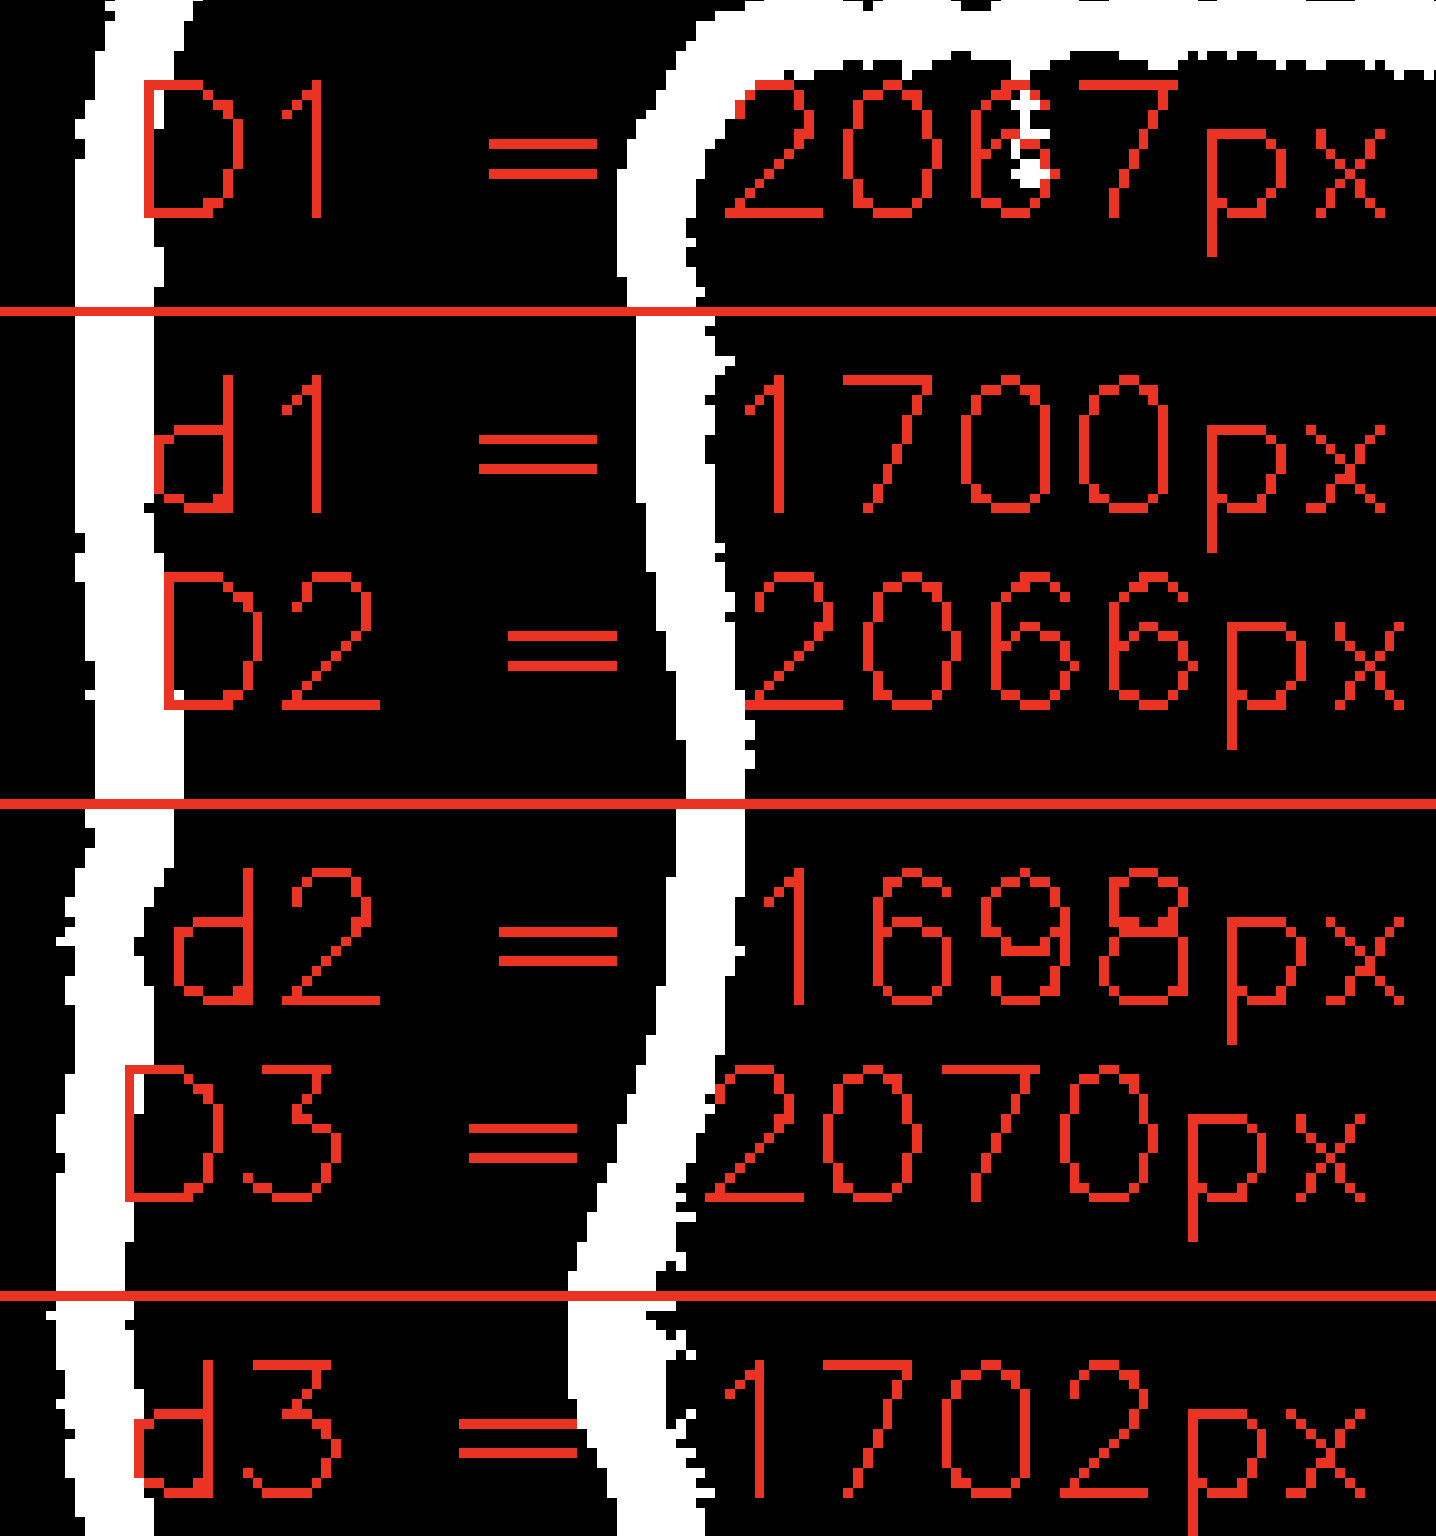 D1 = 2067px
d1 = 1700px
D2 = 2066px
d2 = 1698px
D3 = 2070px
d3 = 1702px